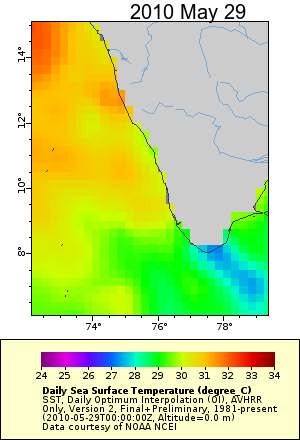 2010 May 29
14°
12°
10°
8°
74° 76° 78°
24 25 26 27 28 29 30 31 32 33 34
Daily Sea Surface Temperature (degree_C)
SST, Daily Optimum Interpolation (OI), AVHRR
Only, Version 2, Final+Preliminary, 1981-present
(2010-05-29T00:00:00Z, Altitude=0.0 m)
Data courtesy of NOAA NCEI